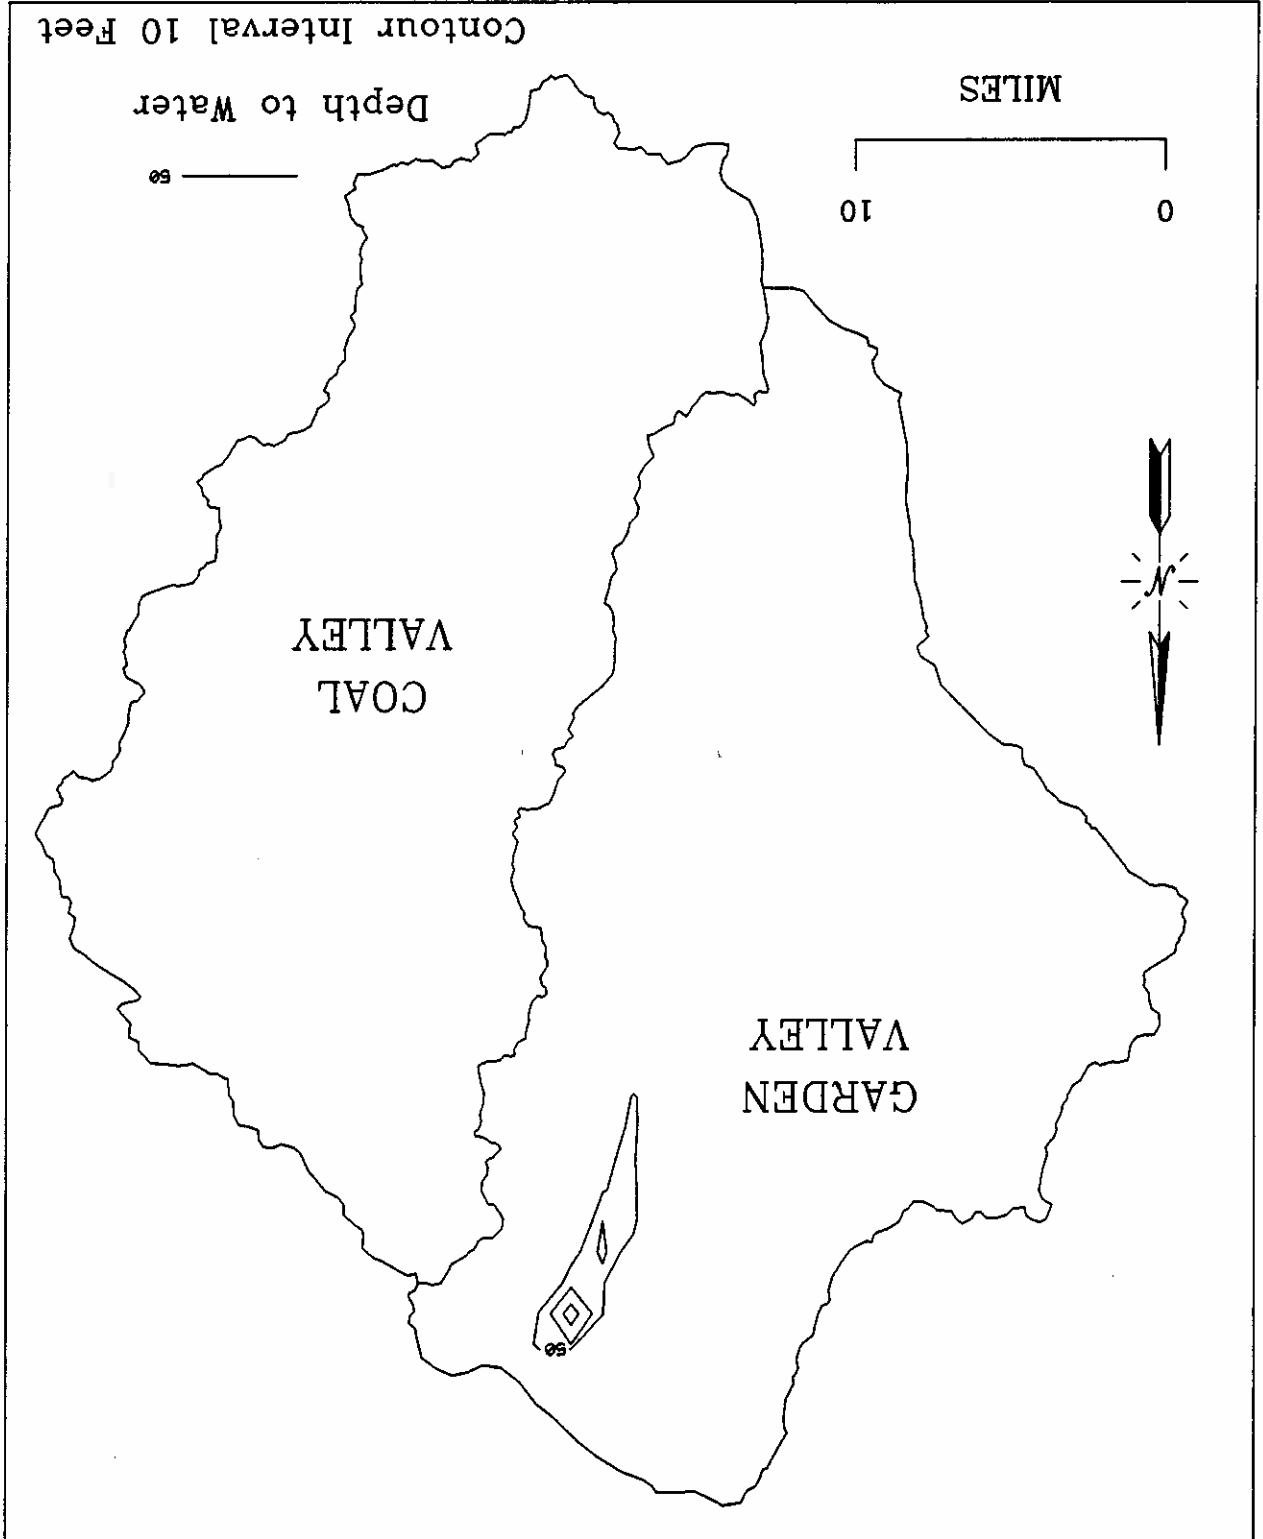 50
GARDEN
VALLEY
COAL
VALLEY
N
0 10
MILES
50
Depth to Water
Contour Interval 10 Feet